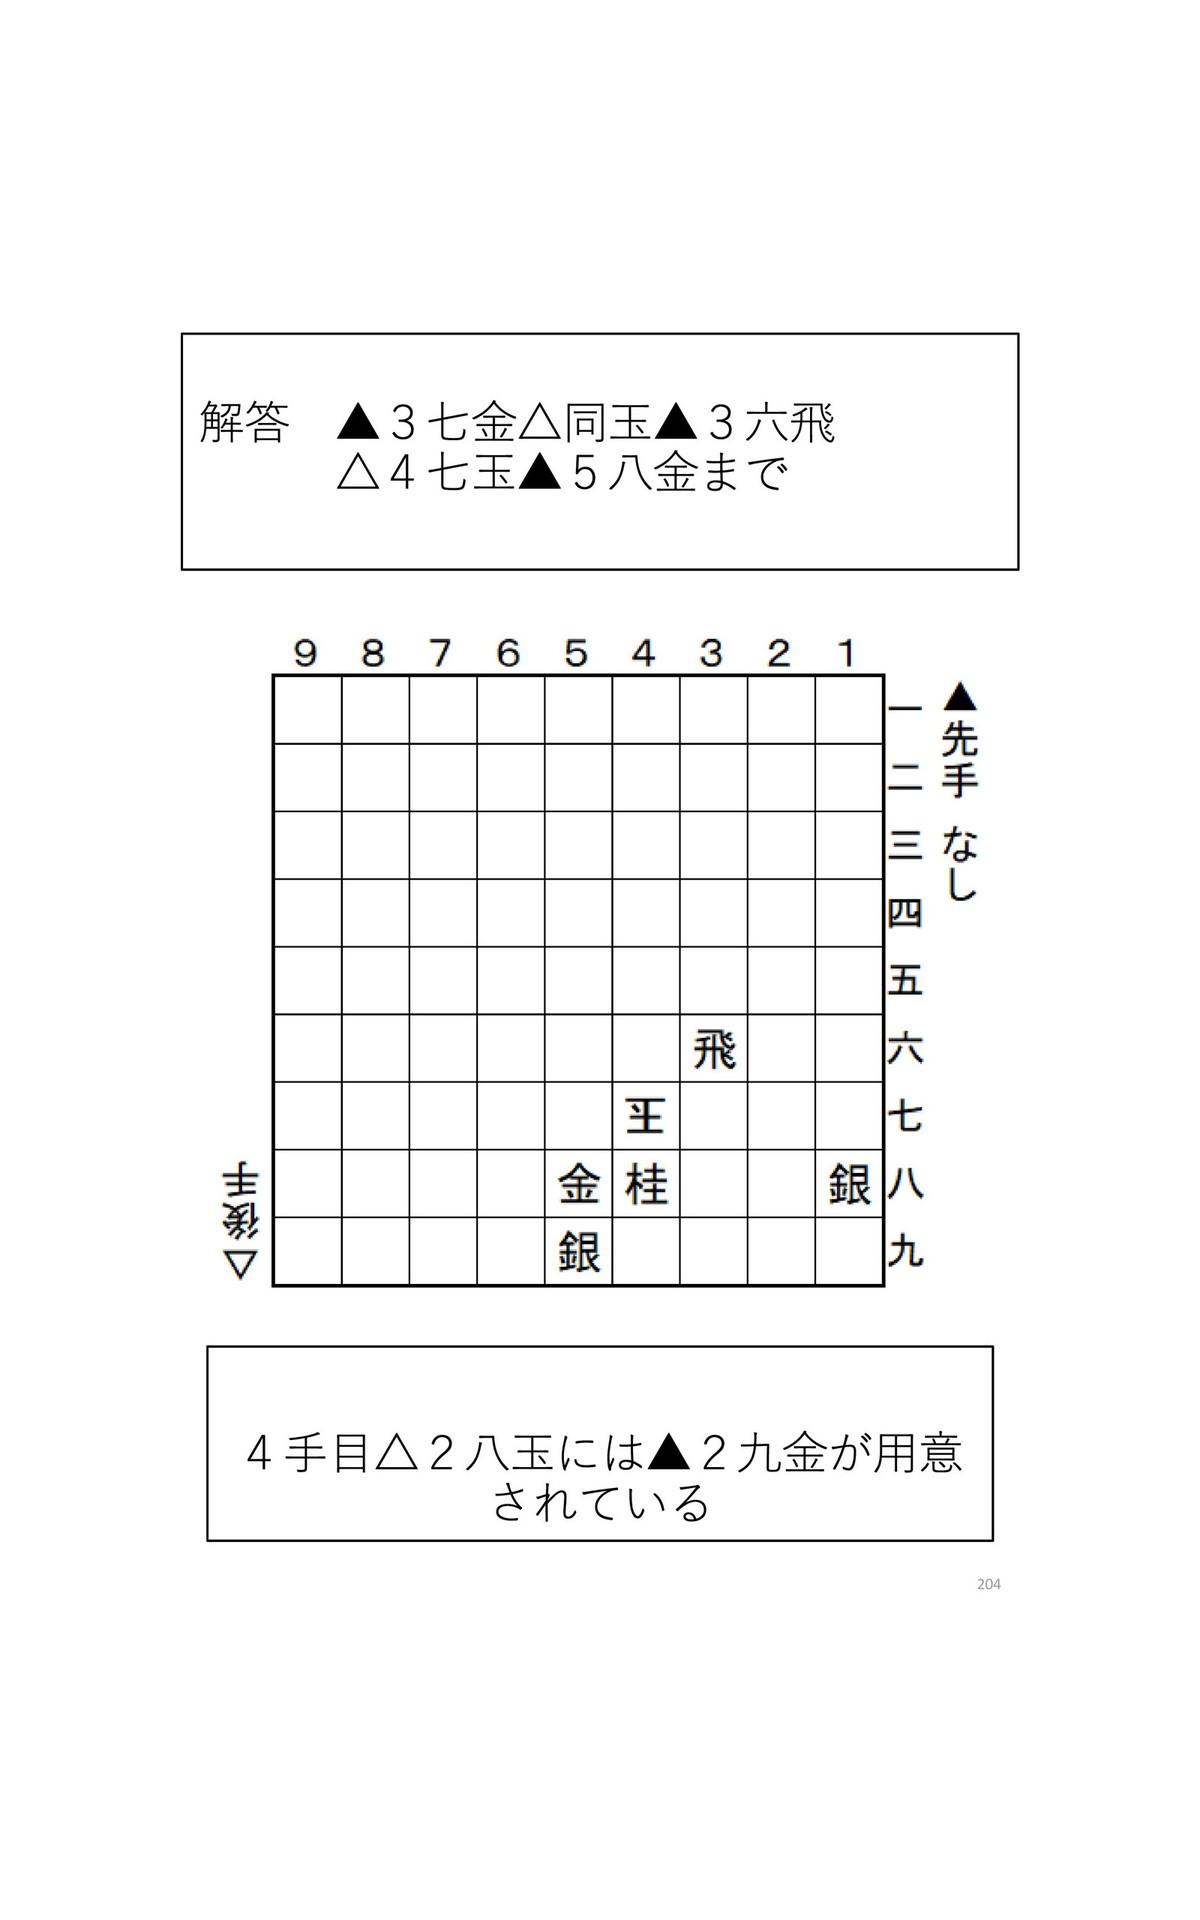 解答　▲３七金△同玉▲３六飛
△４七玉▲５八金まで
9 8 7 6 5 4 3 2 1
一
二
三
四
五
飛 六
王 七
金 桂 銀 八
銀 九
▲先手 なし
△後手
４手目△２八玉には▲２九金が用意
されている
204